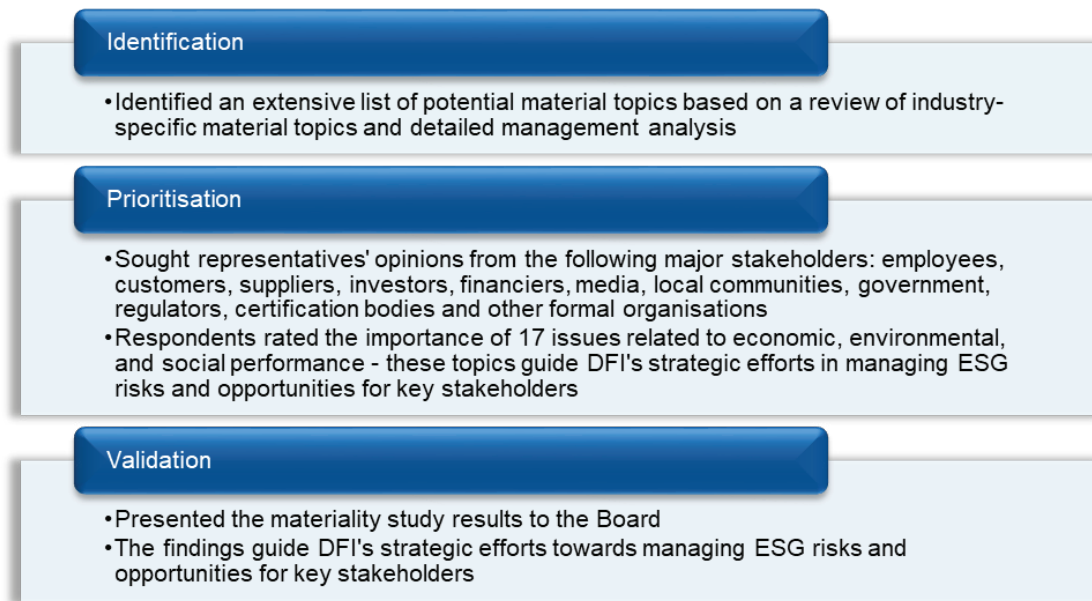 Identification
•Identified an extensive list of potential material topics based on a review of industry-
specific material topics and detailed management analysis
Prioritisation
•Sought representatives' opinions from the following major stakeholders: employees,
customers, suppliers, investors, financiers, media, local communities, government,
regulators, certification bodies and other formal organisations
•Respondents rated the importance of 17 issues related to economic, environmental,
and social performance - these topics guide DFI's strategic efforts in managing ESG
risks and opportunities for key stakeholders
Validation
•Presented the materiality study results to the Board
•The findings guide DFI's strategic efforts towards managing ESG risks and
opportunities for key stakeholders